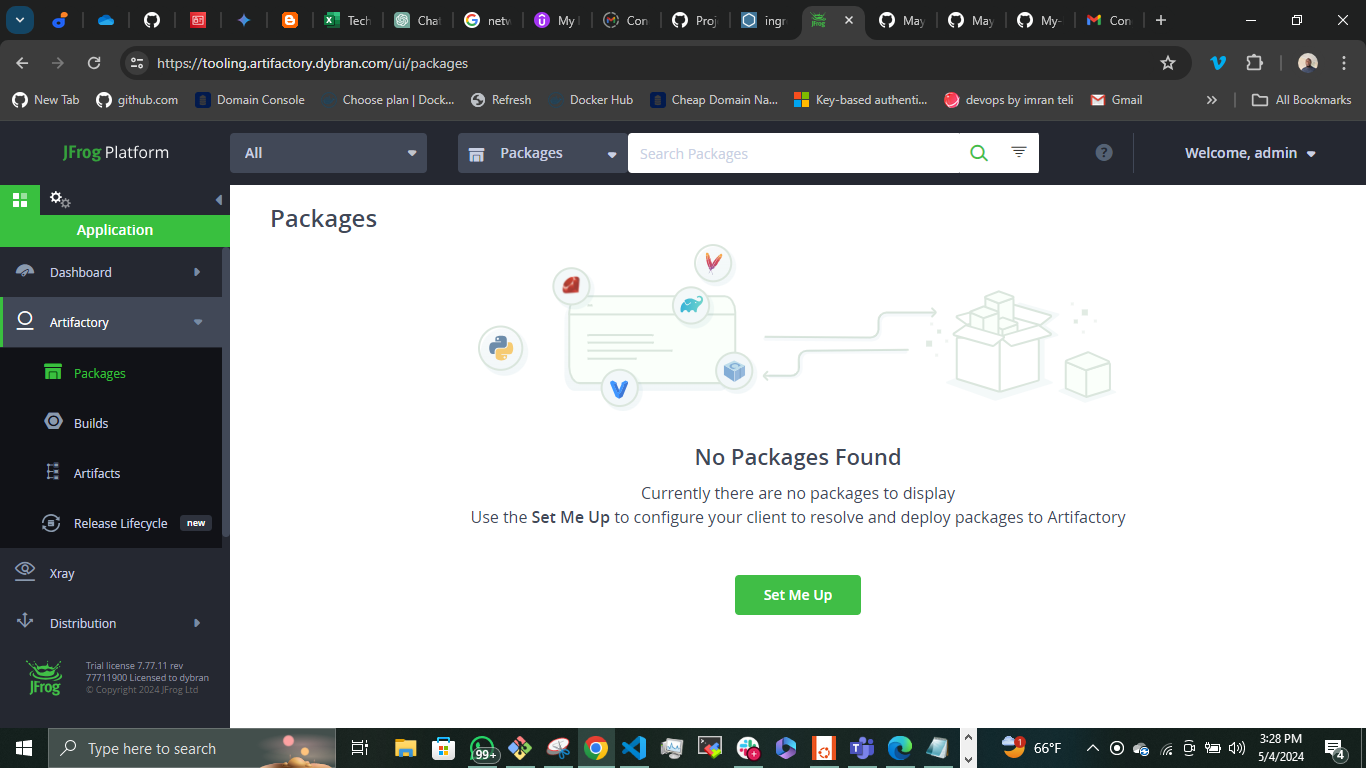 Tech
Chat
netw
My l
Con
Proj
ingr
May
May
My-
Con
https://tooling.artifactory.dybran.com/ui/packages
New Tab
github.com
Domain Console
Choose plan | Dock...
Refresh
Docker Hub
Cheap Domain Na...
Key-based authenti...
devops by imran teli
Gmail
All Bookmarks
JFrog Platform
All
Packages
Search Packages
Welcome, admin
Application
Dashboard
Artifactory
Packages
Builds
Artifacts
Release Lifecycle new
Xray
Distribution
JFrog
Trial license 7.77.11 rev
77711900 Licensed to dybran
© Copyright 2024 JFrog Ltd
Packages
No Packages Found
Currently there are no packages to display
Use the Set Me Up to configure your client to resolve and deploy packages to Artifactory
Set Me Up
Type here to search
99+
1
66°F
3:28 PM
5/4/2024
4